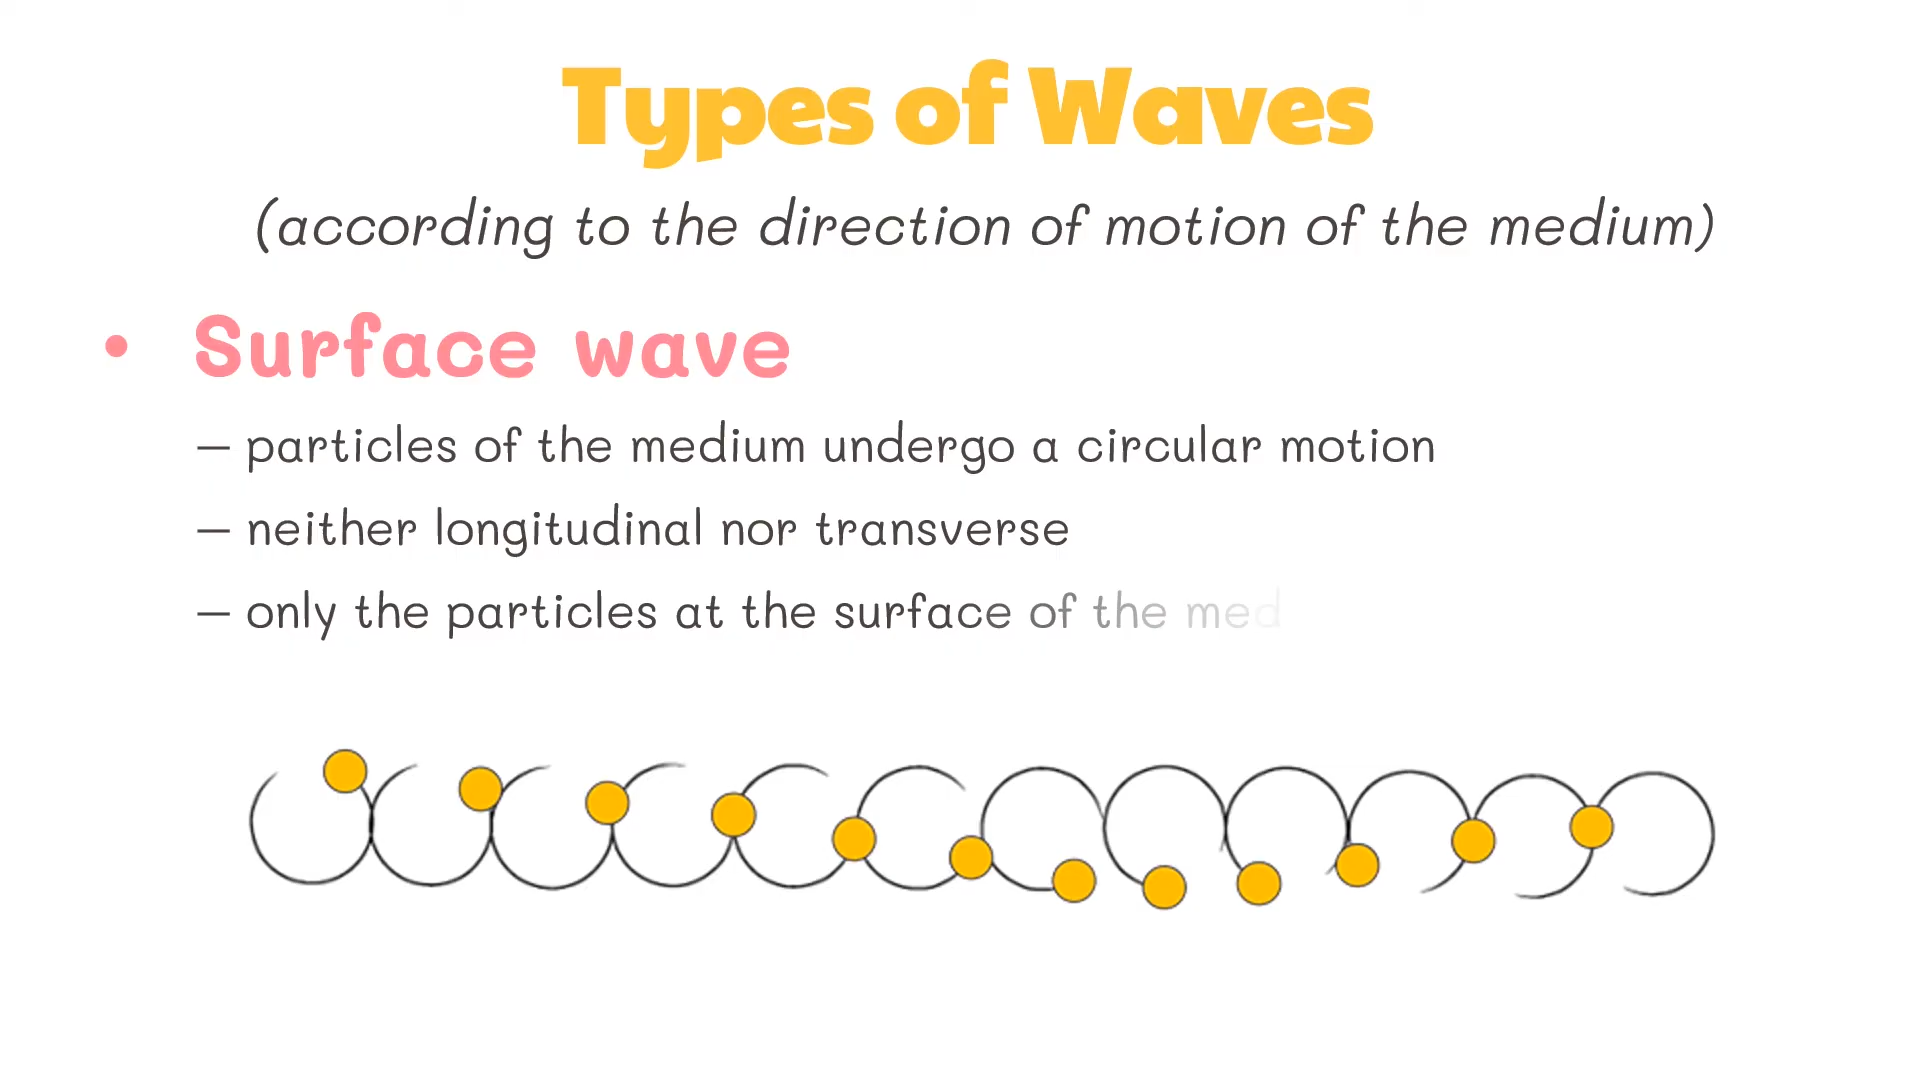 Types of Waves
(according to the direction of motion of the medium)
• Surface wave
– particles of the medium undergo a circular motion
– neither longitudinal nor transverse
– only the particles at the surface of the med